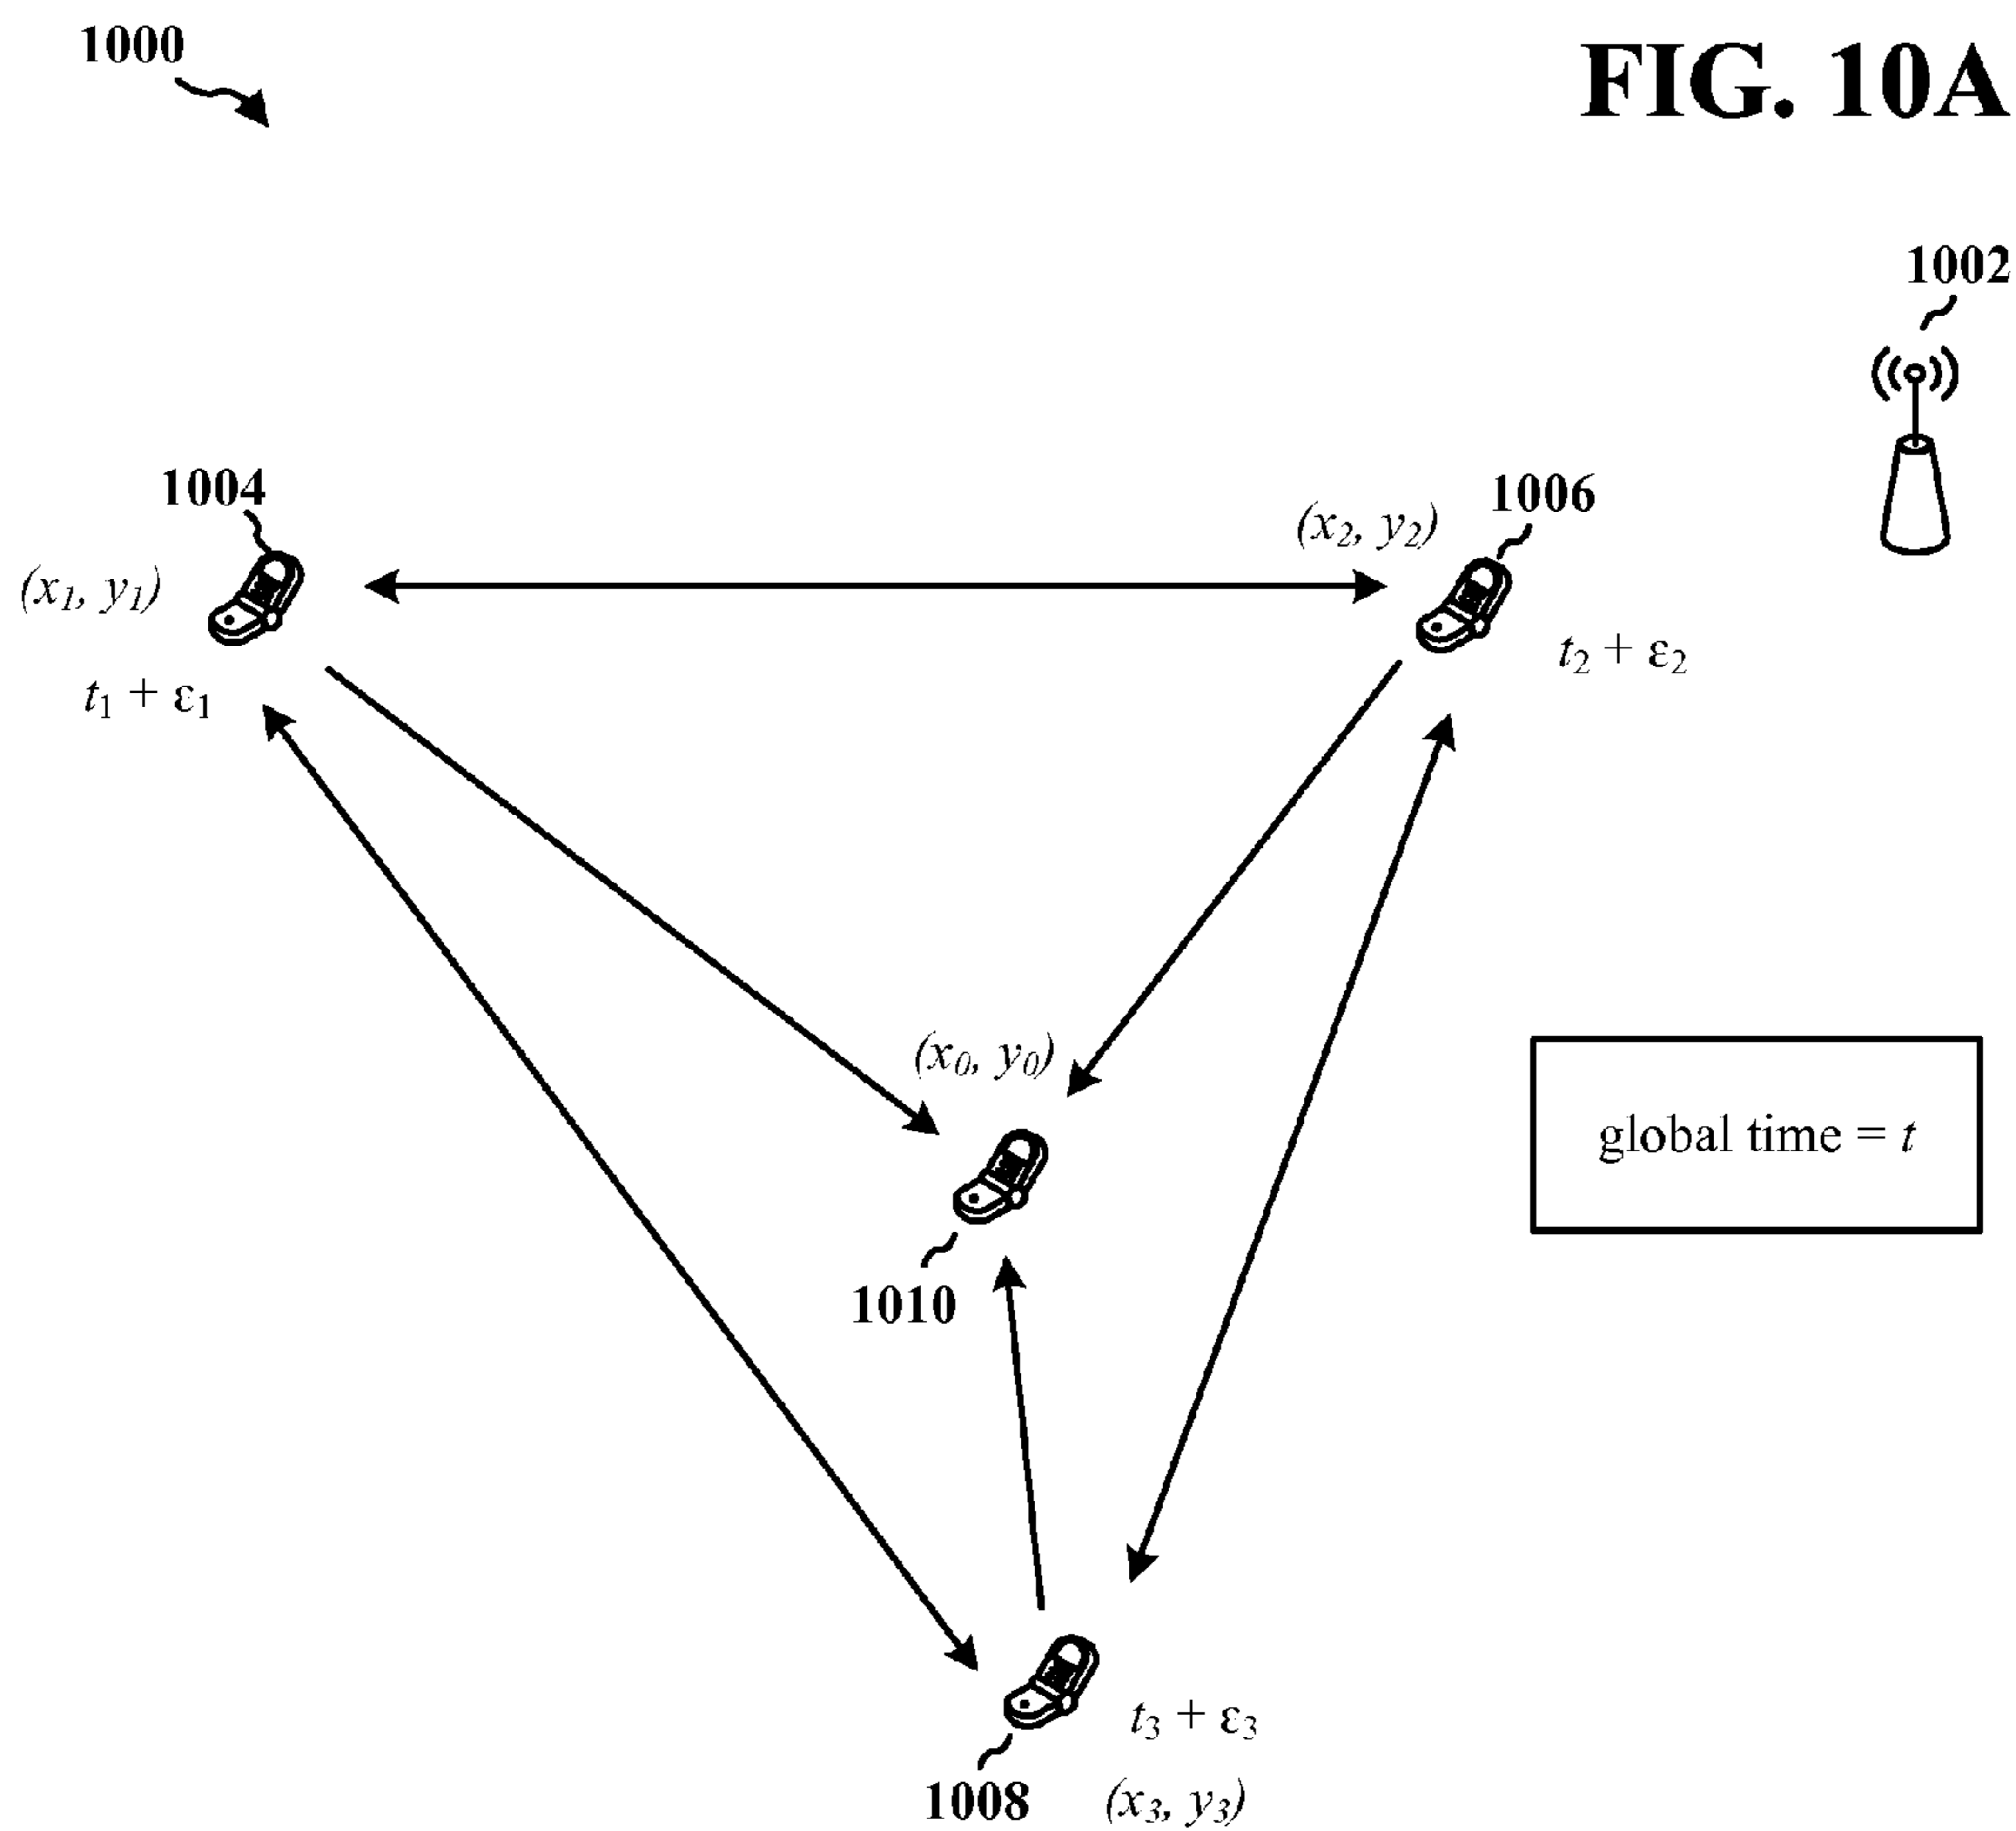 1000
FIG. 10A
1002
1004
1006
(x2, y2)
(x1, y1)
t2 + ε2
t1 + ε1
(x0, y0)
global time = t
1010
t3 + ε3
1008
(x3, y3)